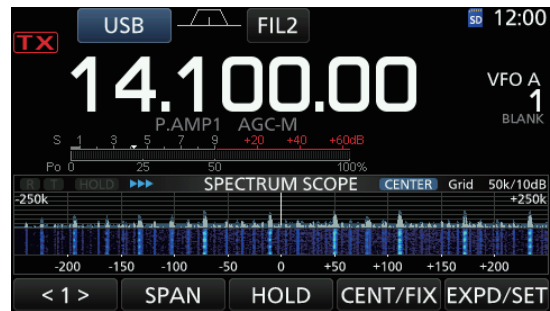 USB FIL2 SD 12:00
TX
14.100.00
VFO A
1
BLANK
P.AMP1 AGC-M
S 1 3 5 7 9 +20 +40 +60dB
Po 0 25 50 100%
R T HOLD SPECTRUM SCOPE CENTER Grid 50k/10dB
-250k +250k
-200 -150 -100 -50 0 +50 +100 +150 +200
< 1 > SPAN HOLD CENT/FIX EXPD/SET